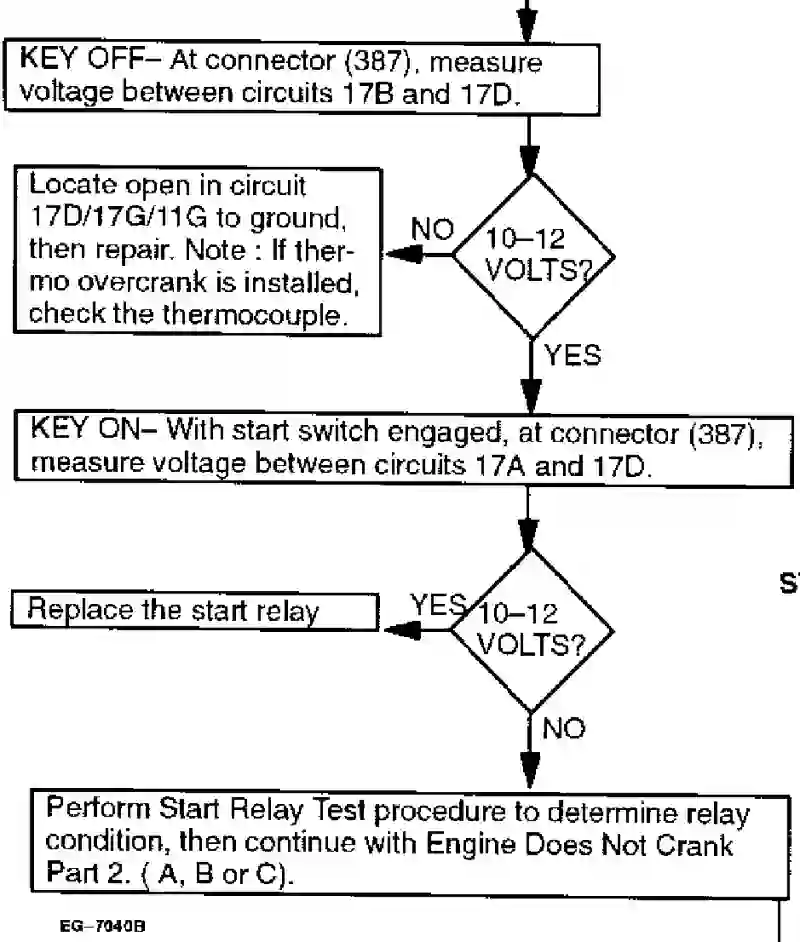 KEY OFF– At connector (387), measure
voltage between circuits 17B and 17D.
Locate open in circuit
17D/17G/11G to ground,
then repair. Note : If ther-
mo overcrank is installed,
check the thermocouple.
NO
10–12
VOLTS?
YES
KEY ON– With start switch engaged, at connector (387),
measure voltage between circuits 17A and 17D.
Replace the start relay
YES
10–12
VOLTS?
NO
Perform Start Relay Test procedure to determine relay
condition, then continue with Engine Does Not Crank
Part 2. ( A, B or C).
EG–7040B